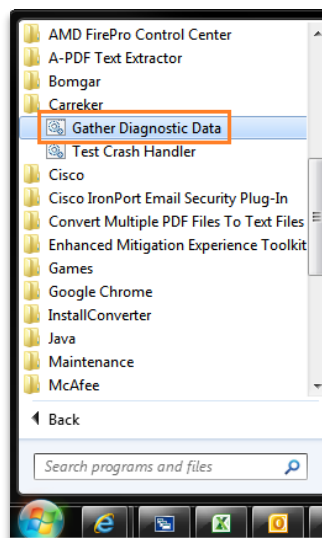 AMD FirePro Control Center
A-PDF Text Extractor
Bomgar
Carreker
Gather Diagnostic Data
Test Crash Handler
Cisco
Cisco IronPort Email Security Plug-In
Convert Multiple PDF Files To Text Files
Enhanced Mitigation Experience Toolkit
Games
Google Chrome
InstallConverter
Java
Maintenance
McAfee
Back
Search programs and files